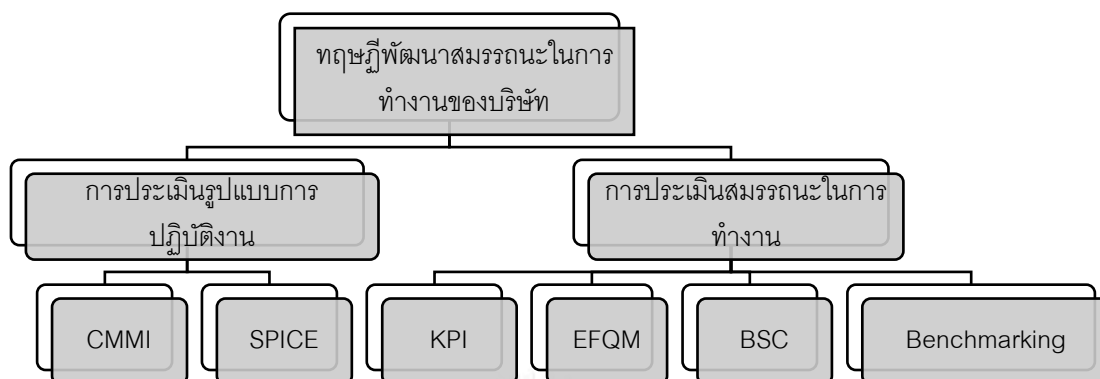 ทฤษฎีพัฒนาสมรรถนะในการ
ทำงานของบริษัท
การประเมินรูปแบบการ
ปฏิบัติงาน
การประเมินสมรรถนะในการ
ทำงาน
CMMI
SPICE
KPI
EFQM
BSC
Benchmarking